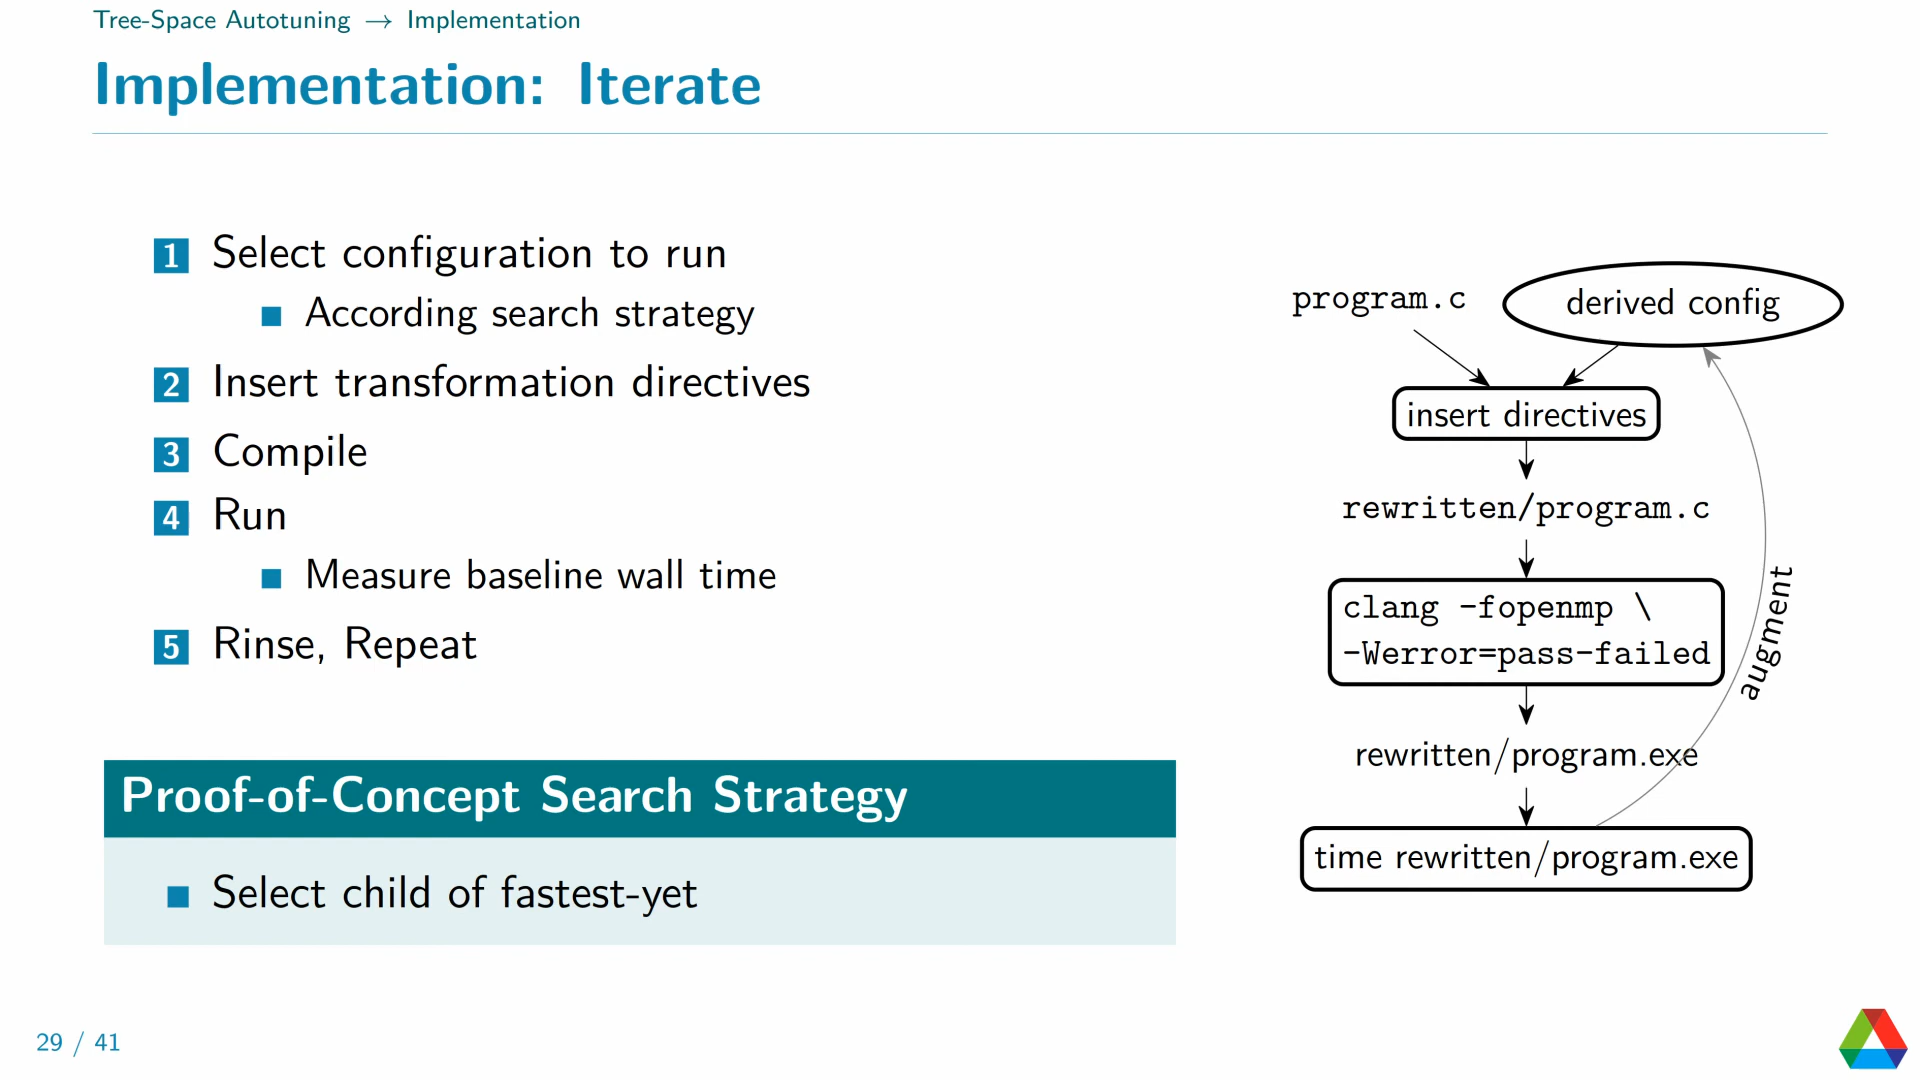 Tree-Space Autotuning → Implementation
Implementation: Iterate
1 Select configuration to run
According search strategy
2 Insert transformation directives
3 Compile
4 Run
Measure baseline wall time
5 Rinse, Repeat
Proof-of-Concept Search Strategy
Select child of fastest-yet
program.c
derived config
insert directives
rewritten/program.c
clang -fopenmp \
-Werror=pass-failed
augment
rewritten/program.exe
time rewritten/program.exe
29 / 41